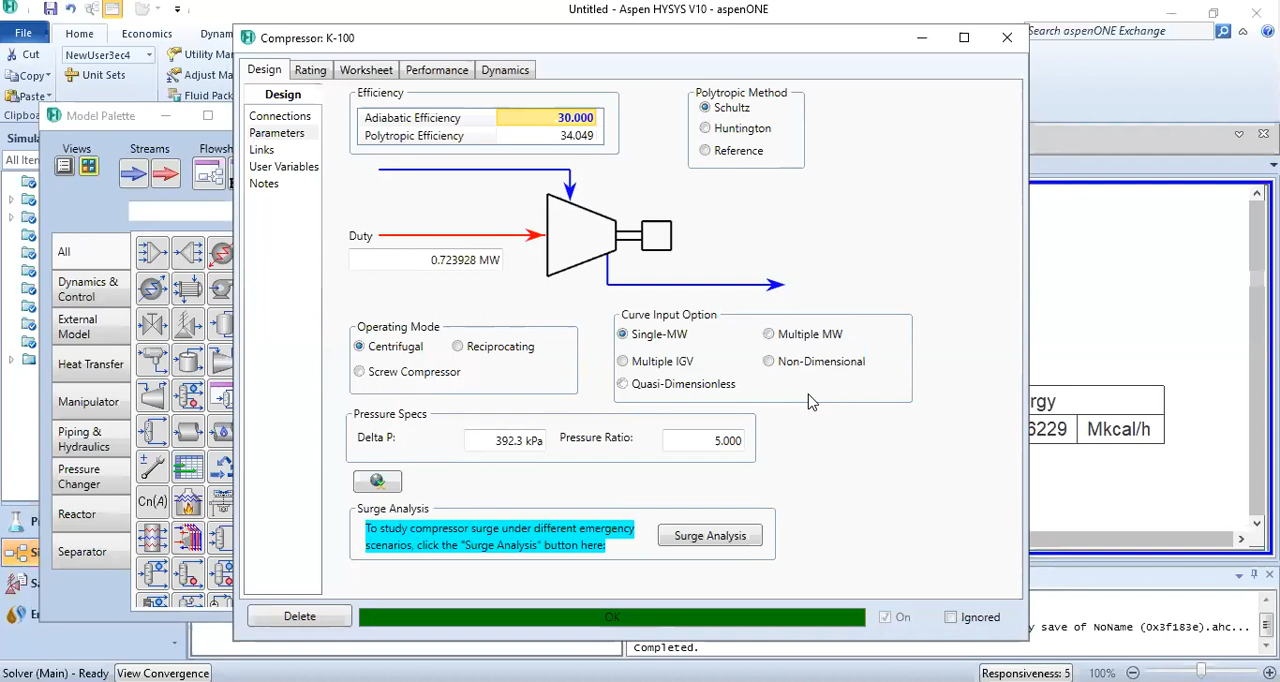 Untitled - Aspen HYSYS V10 - aspenONE
File
Home
Economics
Dynam
Search aspenONE Exchange
Cut
NewUser3ec4
Utility Man
Copy
Unit Sets
Adjust Ma
Paste
Fluid Pack
Clipboa
Model Palette
Simula
All Iten
Views
Streams
Flowsh
All
Dynamics &
Control
External
Model
Heat Transfer
Manipulator
Piping &
Hydraulics
Pressure
Changer
Reactor
Separator
Cn(A)
Compressor: K-100
Design
Rating
Worksheet
Performance
Dynamics
Design
Connections
Parameters
Links
User Variables
Notes
Efficiency
Adiabatic Efficiency 30.000
Polytropic Efficiency 34.049
Polytropic Method
Schultz
Huntington
Reference
Duty
0.723928 MW
Operating Mode
Centrifugal
Reciprocating
Screw Compressor
Curve Input Option
Single-MW
Multiple MW
Multiple IGV
Non-Dimensional
Quasi-Dimensionless
Pressure Specs
Delta P: 392.3 kPa
Pressure Ratio: 5.000
Surge Analysis
To study compressor surge under different emergency
scenarios, click the "Surge Analysis" button here:
Surge Analysis
Delete
OK
On
Ignored
ergy
6229 Mkcal/h
y save of NoName (0x3f183e).ahc...
Completed.
Solver (Main) - Ready
View Convergence
Responsiveness: 5
100%